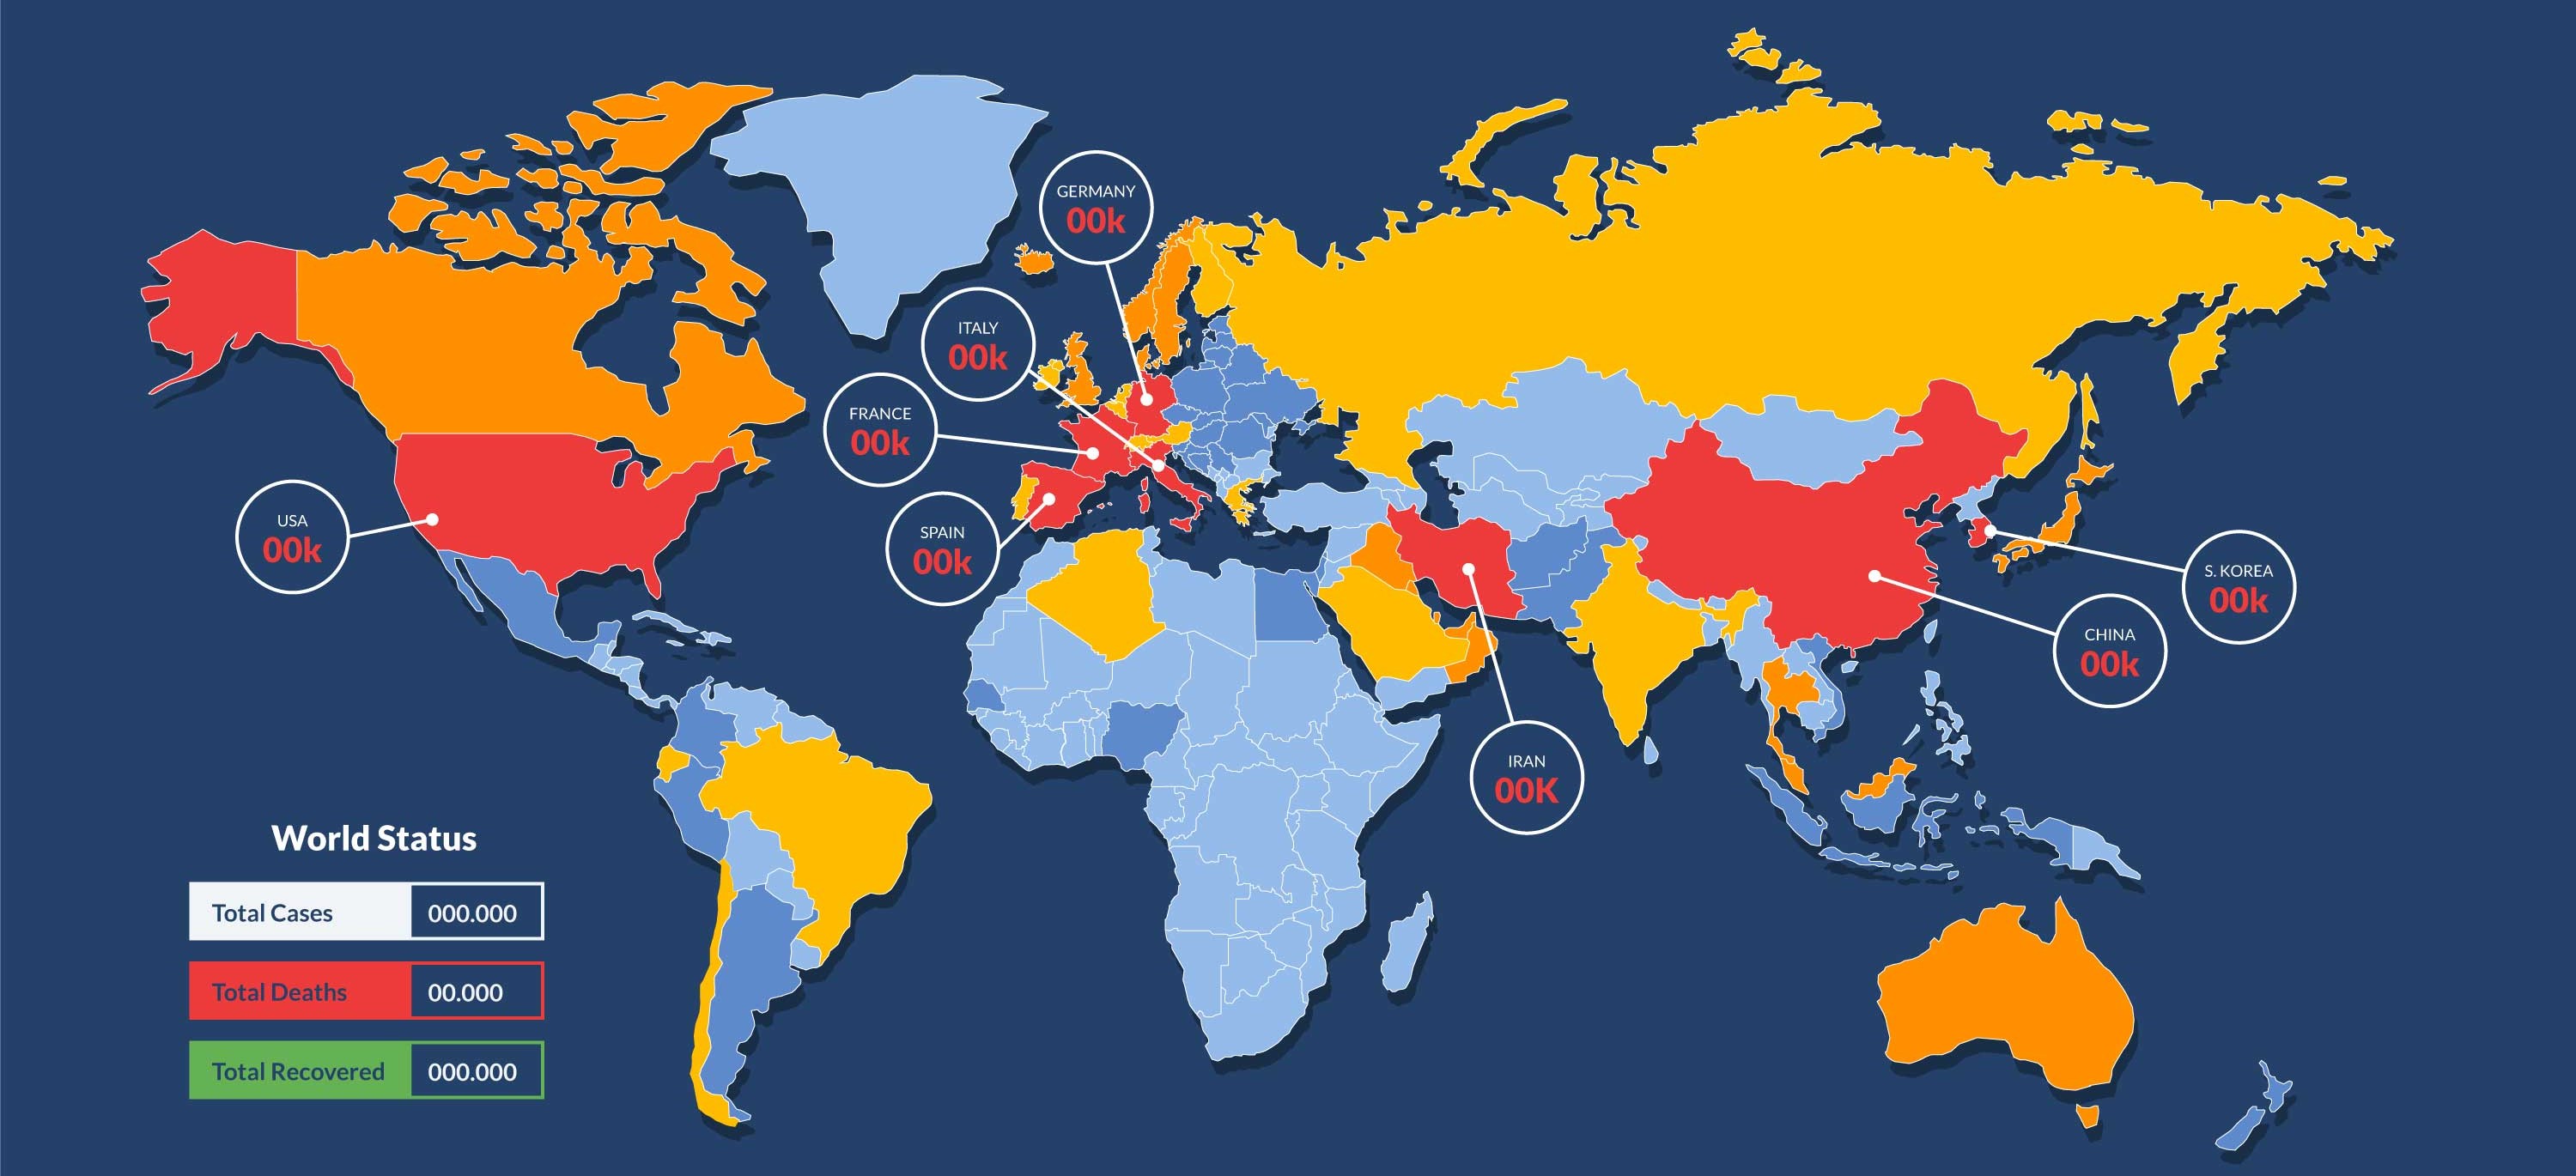 GERMANY
00k
ITALY
00k
FRANCE
00k
USA
00k
SPAIN
00k
S. KOREA
00k
CHINA
00k
IRAN
00K
World Status
Total Cases 000.000
Total Deaths 00.000
Total Recovered 000.000